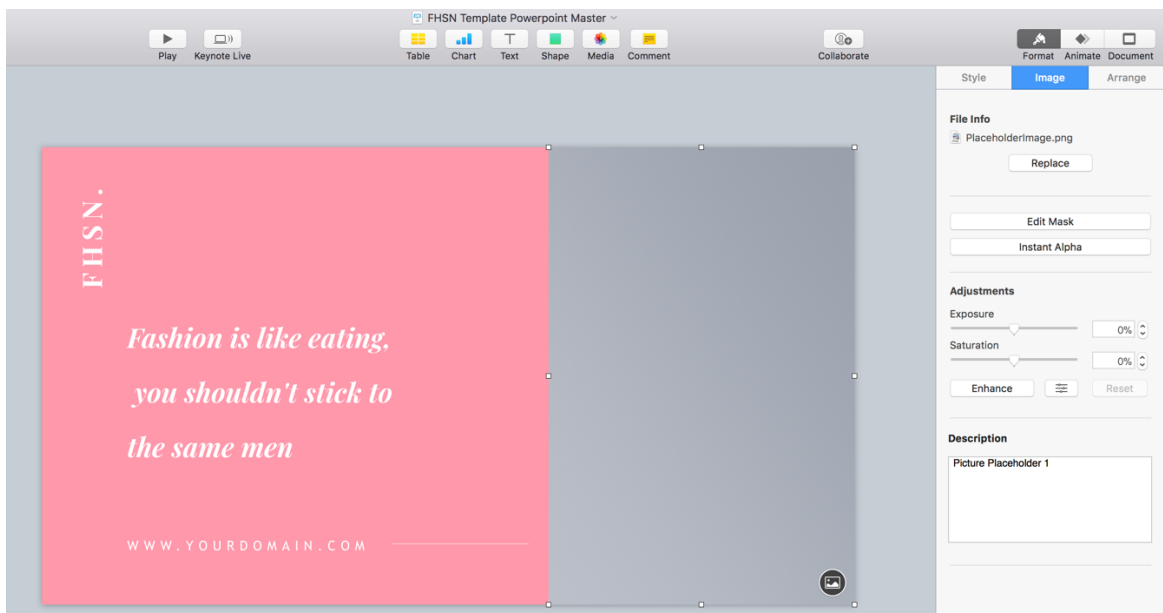 FHSN Template Powerpoint Master
Play
Keynote Live
Table
Chart
Text
Shape
Media
Comment
Collaborate
Format
Animate
Document
Style
Image
Arrange
File Info
PlaceholderImage.png
Replace
Edit Mask
Instant Alpha
Adjustments
Exposure
0%
Saturation
0%
Enhance
Reset
Description
Picture Placeholder 1
FHSN.
Fashion is like eating,
you shouldn't stick to
the same men
WWW.YOURDOMAIN.COM